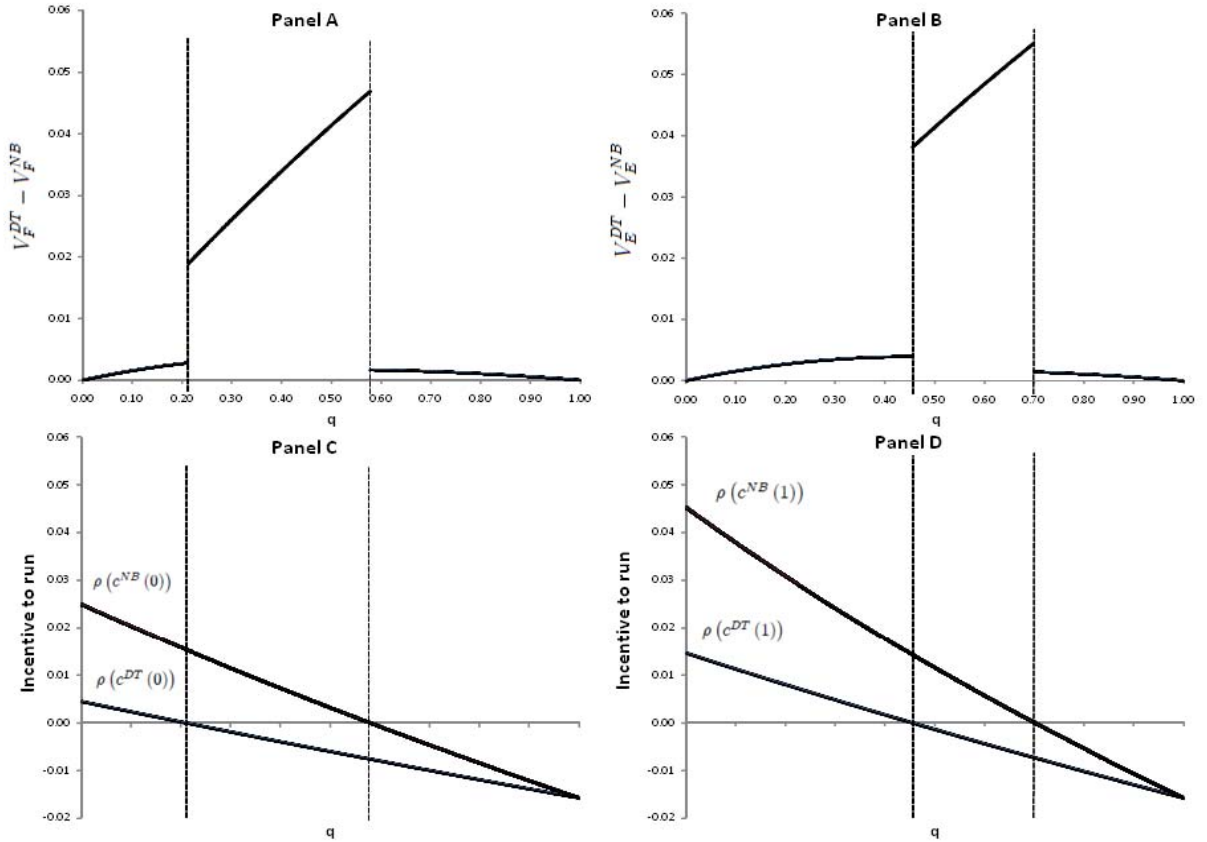 Panel A
0.06
0.05
0.04
0.03
0.02
0.01
0.00
V_F^{DT} − V_F^{NB}
0.00 0.10 0.20 0.30 0.40 0.50 0.60 0.70 0.80 0.90 1.00
q
Panel B
0.06
0.05
0.04
0.03
0.02
0.01
0.00
V_E^{DT} − V_E^{NB}
0.00 0.10 0.20 0.30 0.40 0.50 0.60 0.70 0.80 0.90 1.00
q
Panel C
0.06
0.05
0.04
0.03
0.02
0.01
0.00
-0.01
-0.02
Incentive to run
ρ (c^{NB} (0))
ρ (c^{DT} (0))
q
Panel D
0.06
0.05
0.04
0.03
0.02
0.01
0.00
-0.01
-0.02
Incentive to run
ρ (c^{NB} (1))
ρ (c^{DT} (1))
q